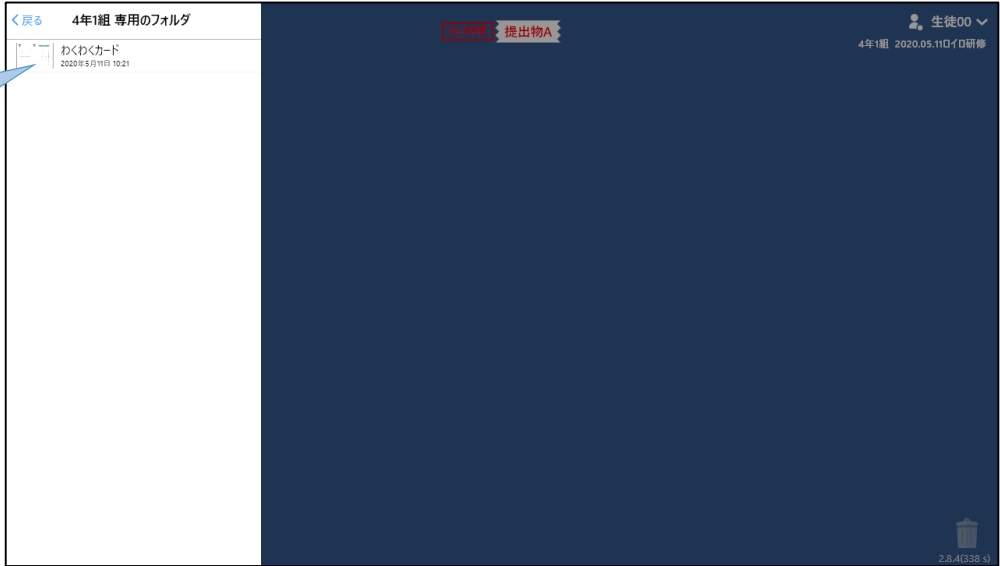 戻る 4年1組 専用のフォルダ
わくわくカード
2020年5月11日 10:21
提出物A
生徒00
4年1組 2020.05.11ロイロ研修
2.8.4(338 s)